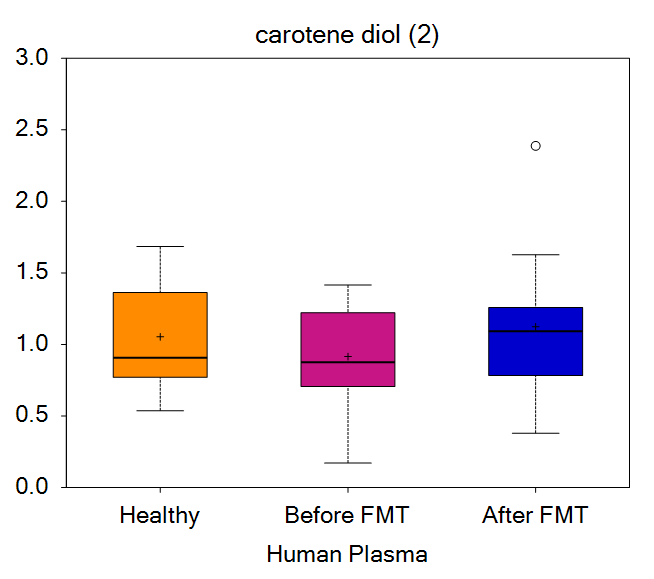 carotene diol (2)
3.0
2.5
2.0
1.5
1.0
0.5
0.0
Healthy
Before FMT
After FMT
Human Plasma